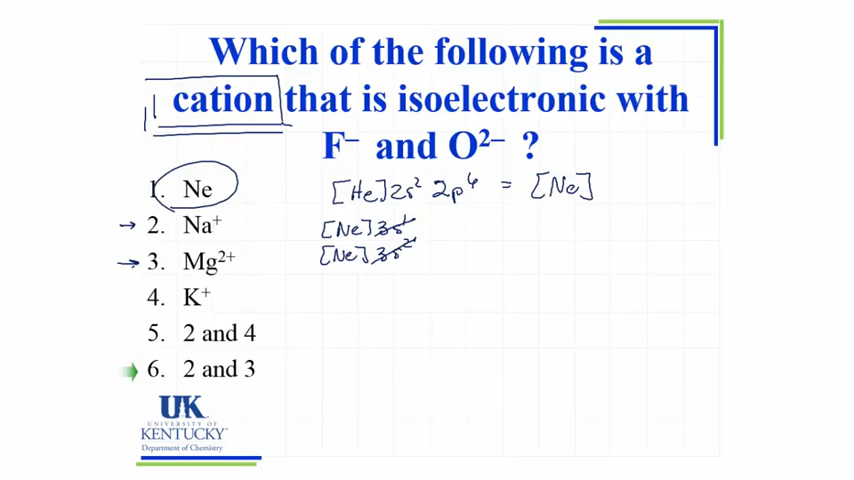 Which of the following is a
cation that is isoelectronic with
F⁻ and O²⁻ ?
1. Ne [He]2s² 2p⁶ = [Ne]
2. Na⁺ [Ne]3s¹
3. Mg²⁺ [Ne]3s²
4. K⁺
5. 2 and 4
6. 2 and 3
UK
UNIVERSITY OF
KENTUCKY
Department of Chemistry